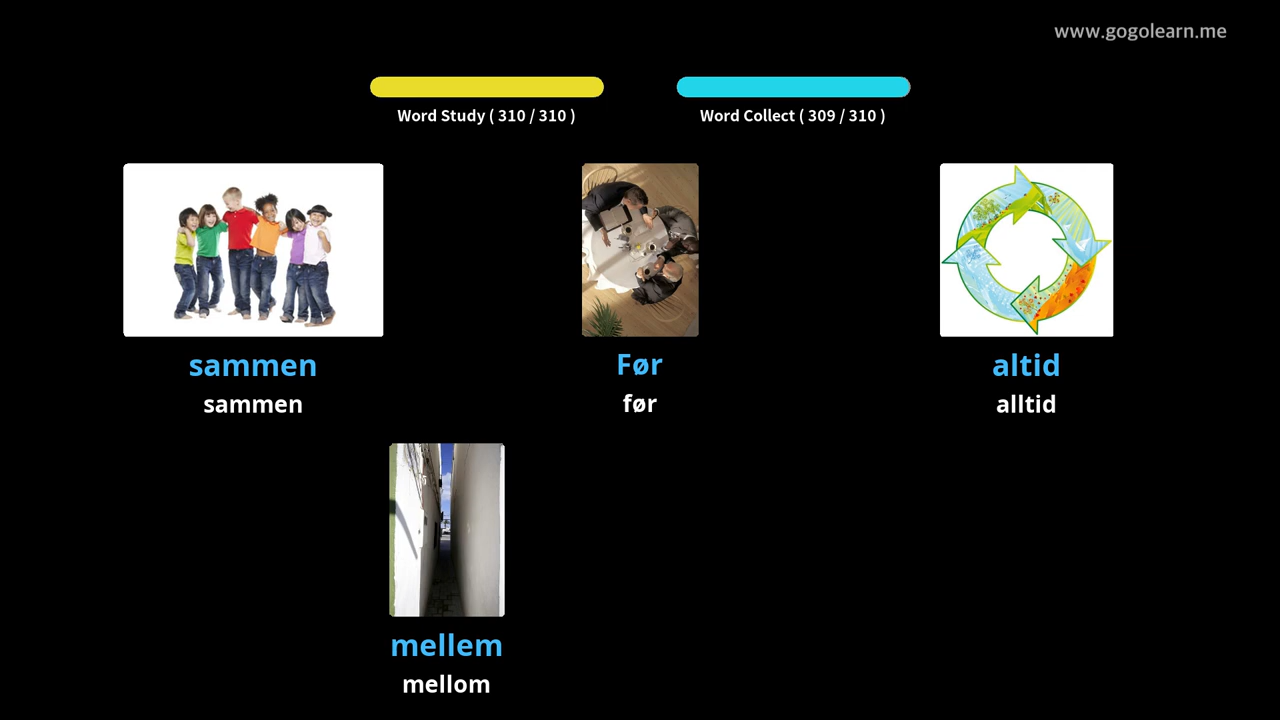 www.gogolearn.me
Word Study ( 310 / 310 )
Word Collect ( 309 / 310 )
sammen
sammen
Før
før
altid
alltid
mellem
mellom